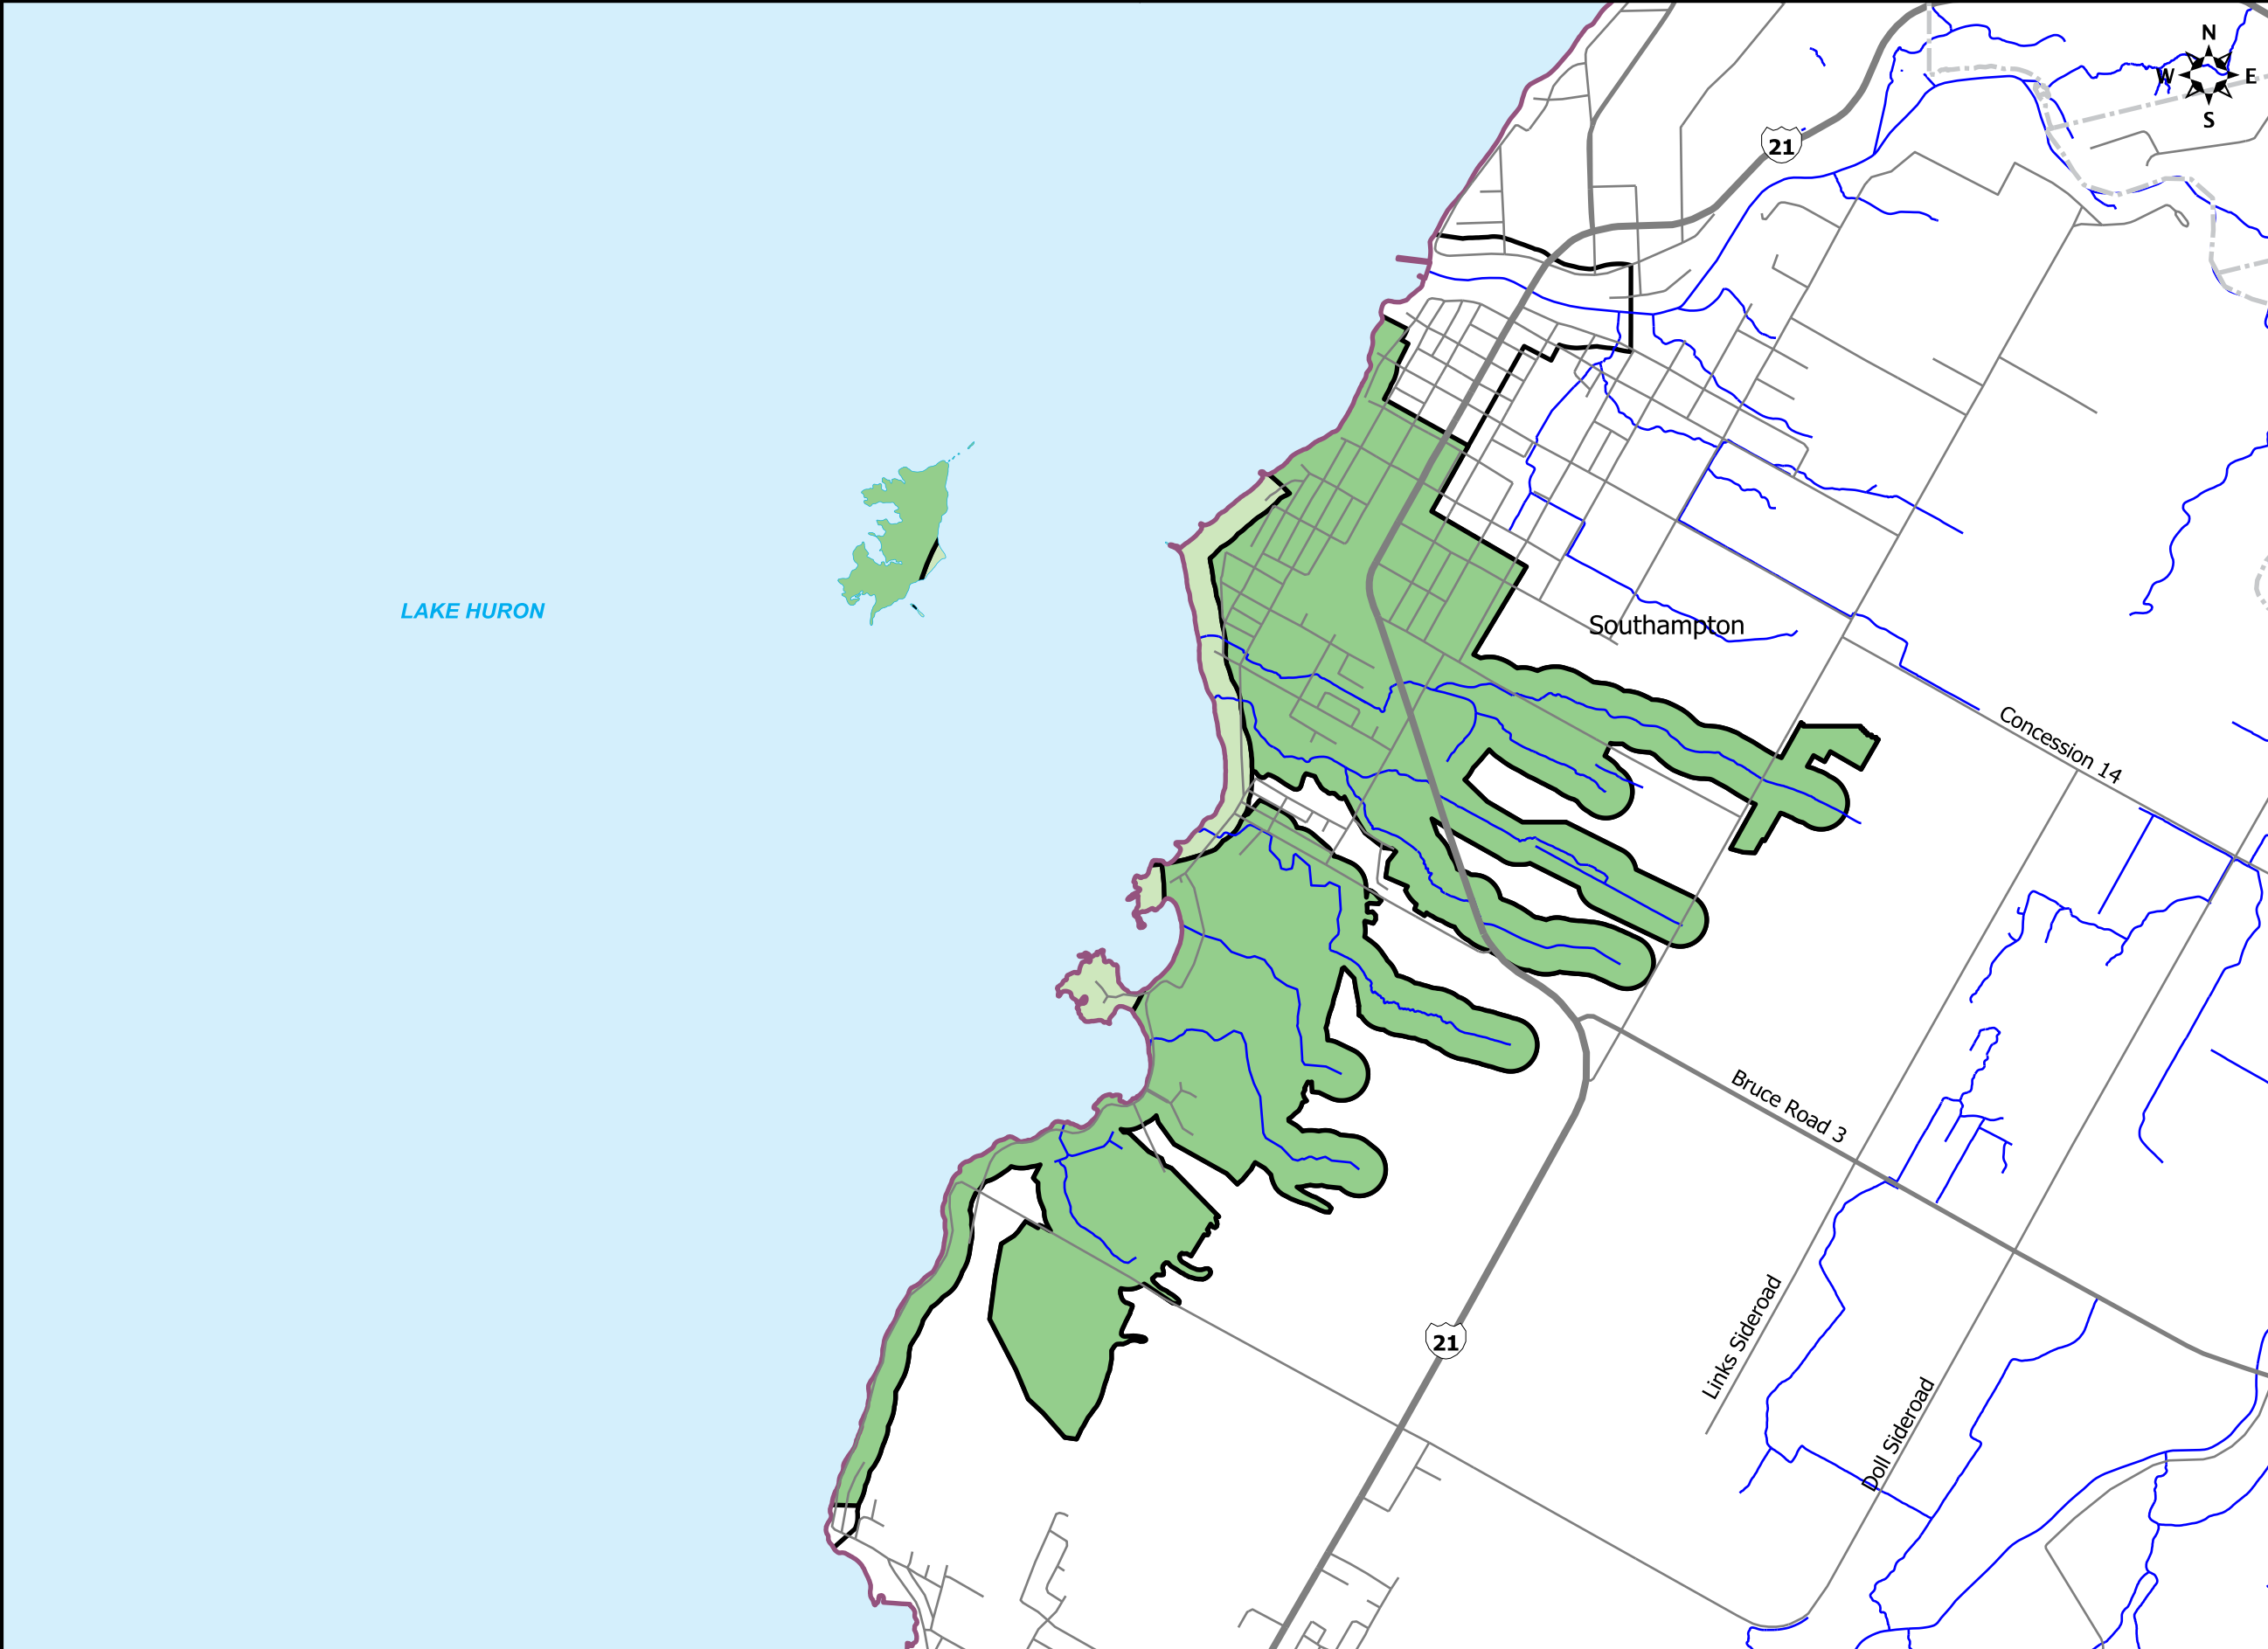 N
W E
S
21
LAKE HURON
Southampton
Concession 14
Bruce Road 3
Links Sideroad
21
Doll Sideroad